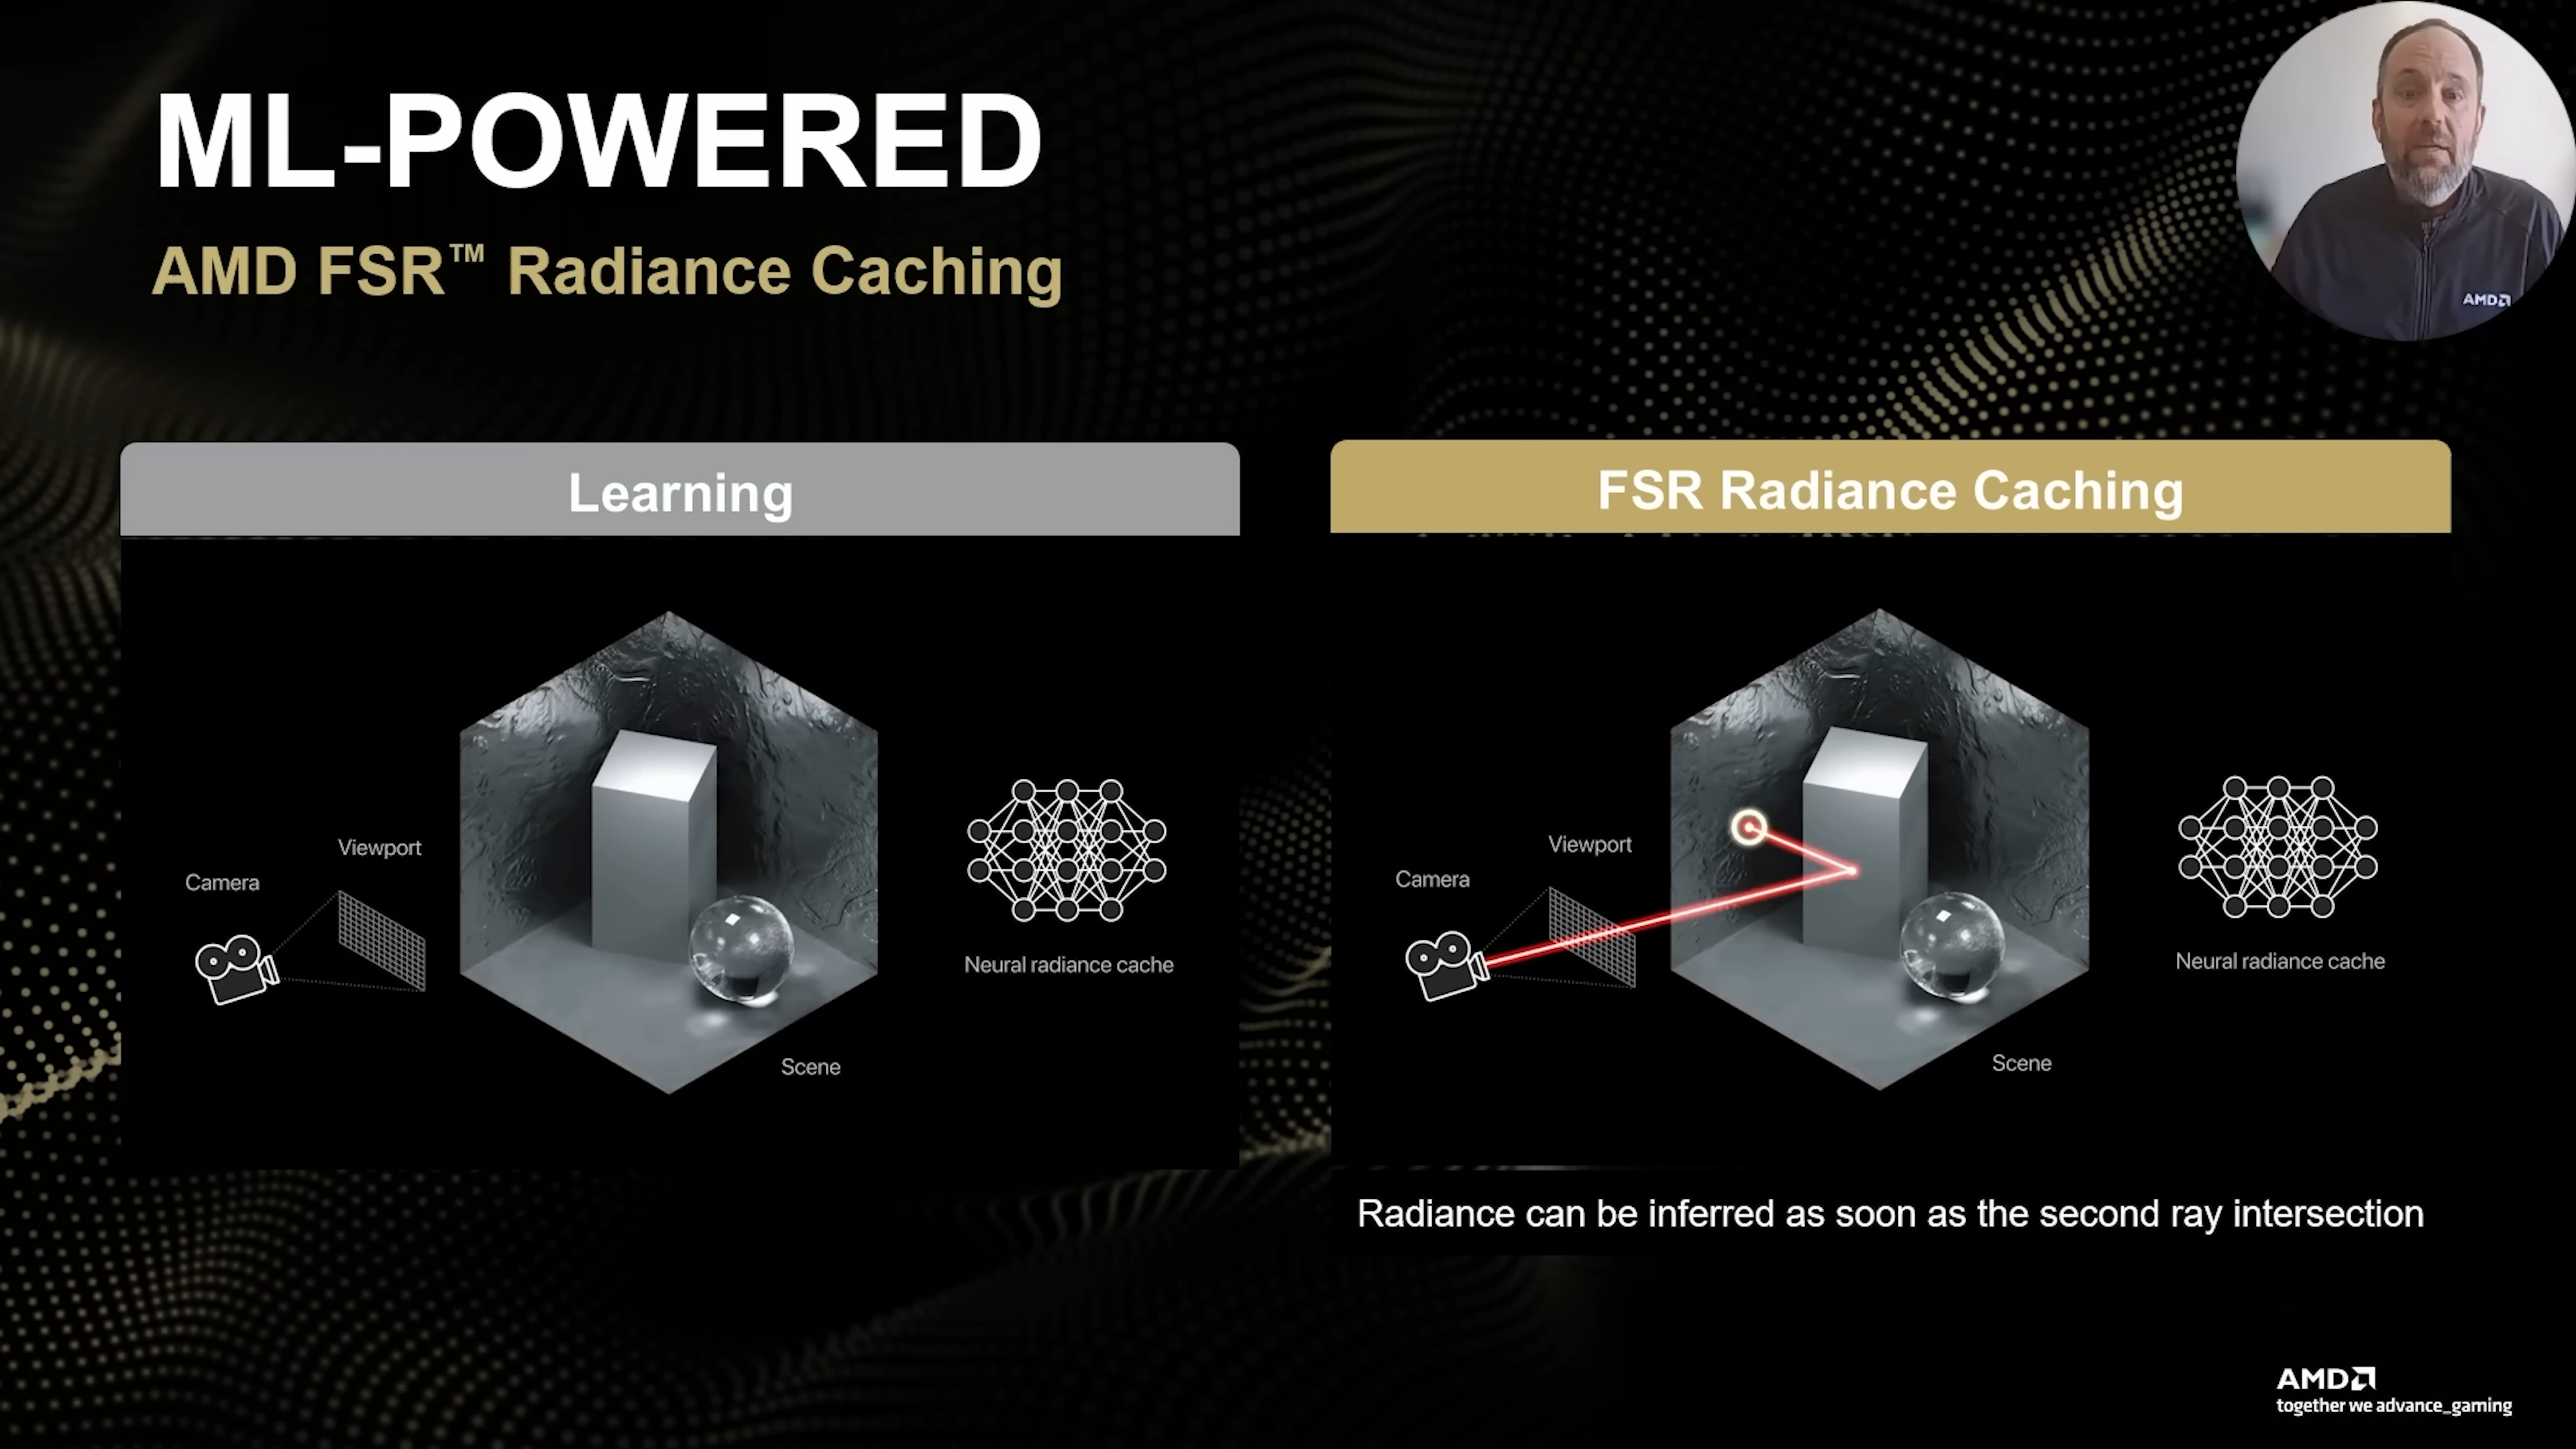 ML-POWERED
AMD FSR™ Radiance Caching
AMD
Learning
Viewport
Camera
Neural radiance cache
Scene
FSR Radiance Caching
Viewport
Camera
Neural radiance cache
Scene
Radiance can be inferred as soon as the second ray intersection
AMD
together we advance_gaming